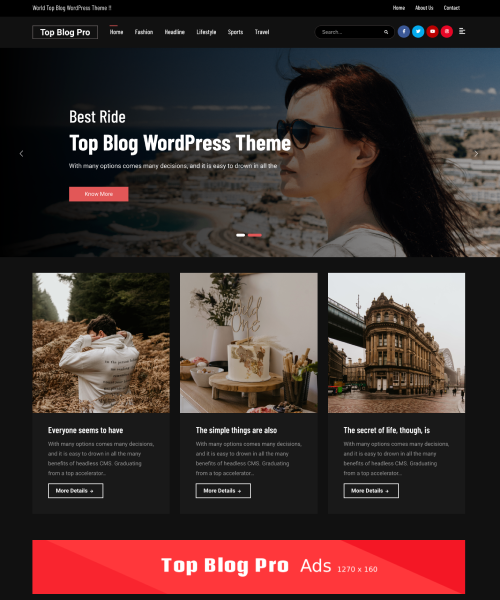 World Top Blog WordPress Theme !!
Home About Us Contact
Top Blog Pro
Home Fashion Headline Lifestyle Sports Travel
Search...
Best Ride
Top Blog WordPress Theme
With many options comes many decisions, and it is easy to drown in all the
Know More
Everyone seems to have
With many options comes many decisions,
and it is easy to drown in all the many
benefits of headless CMS. Graduating
from a top accelerator...
More Details
The simple things are also
With many options comes many decisions,
and it is easy to drown in all the many
benefits of headless CMS. Graduating
from a top accelerator...
More Details
The secret of life, though, is
With many options comes many decisions,
and it is easy to drown in all the many
benefits of headless CMS. Graduating
from a top accelerator...
More Details
Top Blog Pro Ads 1270 x 160